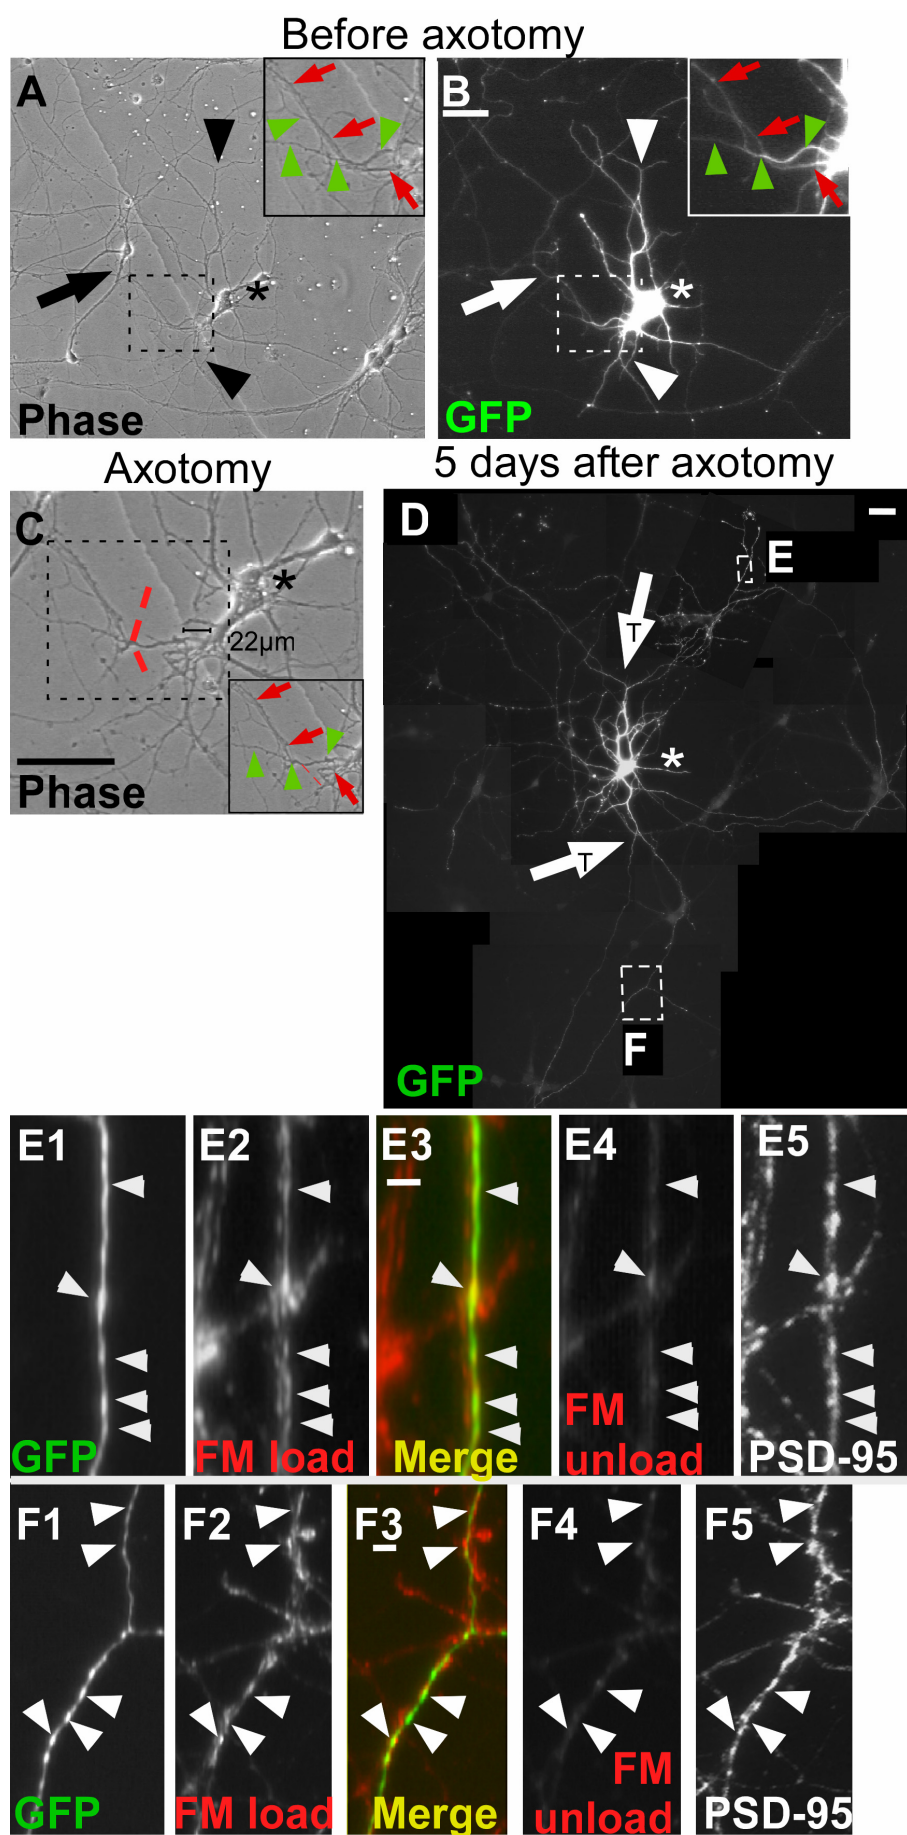 Before axotomy
A
B
*
*
Phase
GFP
Axotomy
5 days after axotomy
C
D
E
*
22µm
T
*
Phase
T
F
GFP
E1
E2
E3
E4
E5
GFP
FM load
Merge
FM
unload
PSD-95
F1
F2
F3
F4
F5
GFP
FM load
Merge
FM
unload
PSD-95